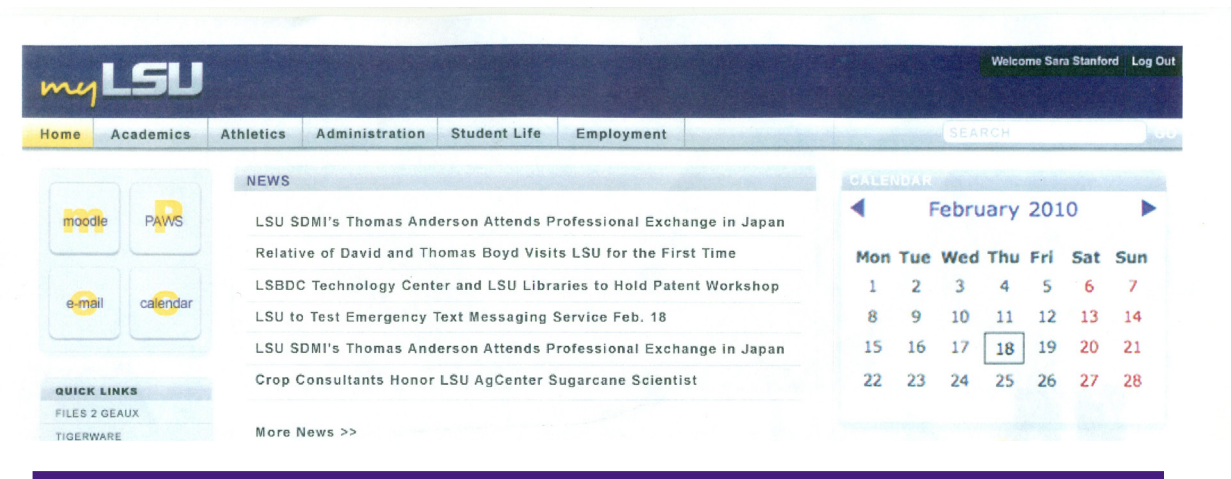 Welcome Sara Stanford Log Out
my LSU
Home Academics Athletics Administration Student Life Employment SEARCH GO
moodle
PAWS
e-mail
calendar
QUICK LINKS
FILES 2 GEAUX
TIGERWARE
NEWS
LSU SDMI's Thomas Anderson Attends Professional Exchange in Japan
Relative of David and Thomas Boyd Visits LSU for the First Time
LSBDC Technology Center and LSU Libraries to Hold Patent Workshop
LSU to Test Emergency Text Messaging Service Feb. 18
LSU SDMI's Thomas Anderson Attends Professional Exchange in Japan
Crop Consultants Honor LSU AgCenter Sugarcane Scientist
More News >>
CALENDAR
February 2010
Mon Tue Wed Thu Fri Sat Sun
1 2 3 4 5 6 7
8 9 10 11 12 13 14
15 16 17 18 19 20 21
22 23 24 25 26 27 28